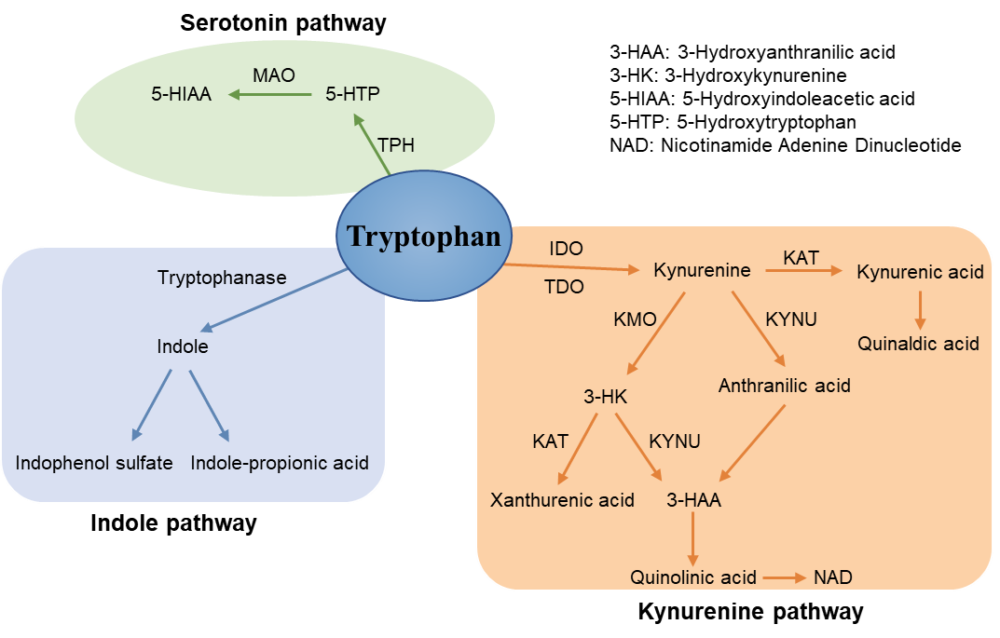 Serotonin pathway
MAO
5-HIAA
5-HTP
TPH
3-HAA: 3-Hydroxyanthranilic acid
3-HK: 3-Hydroxykynurenine
5-HIAA: 5-Hydroxyindoleacetic acid
5-HTP: 5-Hydroxytryptophan
NAD: Nicotinamide Adenine Dinucleotide
Tryptophan
Tryptophanase
Indole
Indophenol sulfate
Indole-propionic acid
Indole pathway
IDO
TDO
Kynurenine
KAT
Kynurenic acid
Quinaldic acid
KMO
KYNU
3-HK
Anthranilic acid
KAT
KYNU
Xanthurenic acid
3-HAA
Quinolinic acid
NAD
Kynurenine pathway